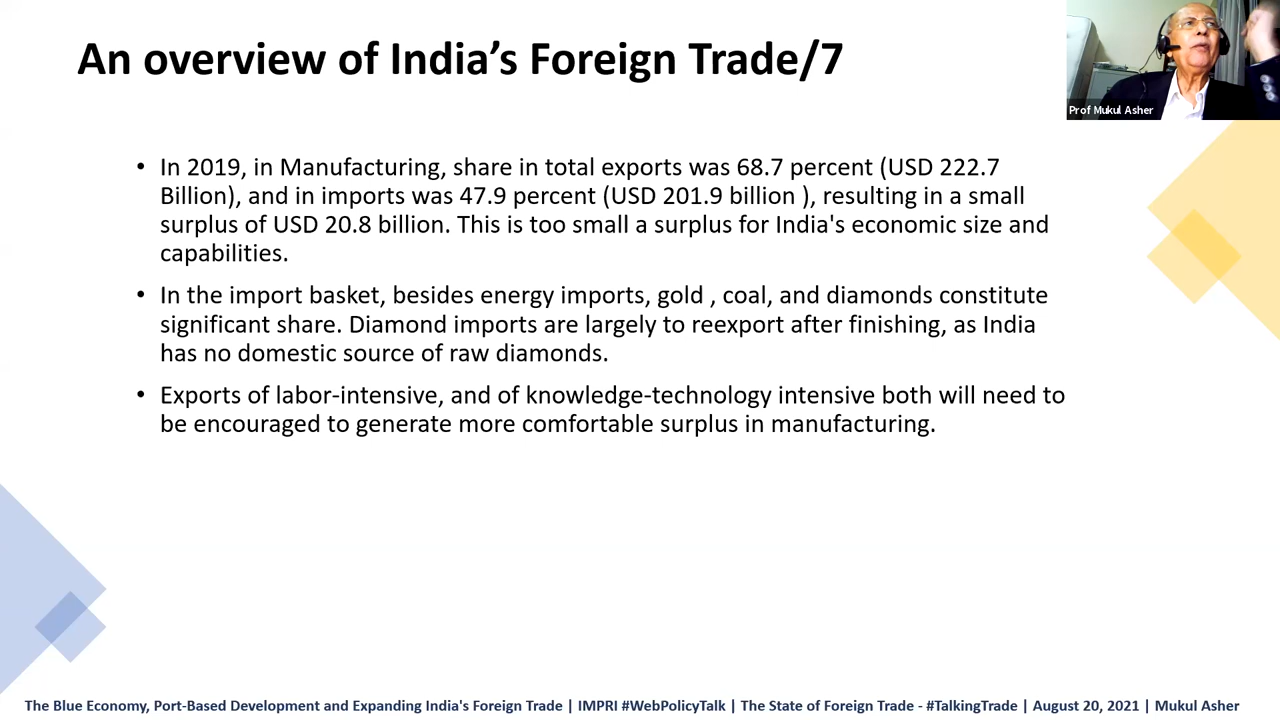 An overview of India’s Foreign Trade/7
Prof Mukul Asher
• In 2019, in Manufacturing, share in total exports was 68.7 percent (USD 222.7
Billion), and in imports was 47.9 percent (USD 201.9 billion ), resulting in a small
surplus of USD 20.8 billion. This is too small a surplus for India's economic size and
capabilities.
• In the import basket, besides energy imports, gold , coal, and diamonds constitute
significant share. Diamond imports are largely to reexport after finishing, as India
has no domestic source of raw diamonds.
• Exports of labor-intensive, and of knowledge-technology intensive both will need to
be encouraged to generate more comfortable surplus in manufacturing.
The Blue Economy, Port-Based Development and Expanding India's Foreign Trade | IMPRI #WebPolicyTalk | The State of Foreign Trade - #TalkingTrade | August 20, 2021 | Mukul Asher